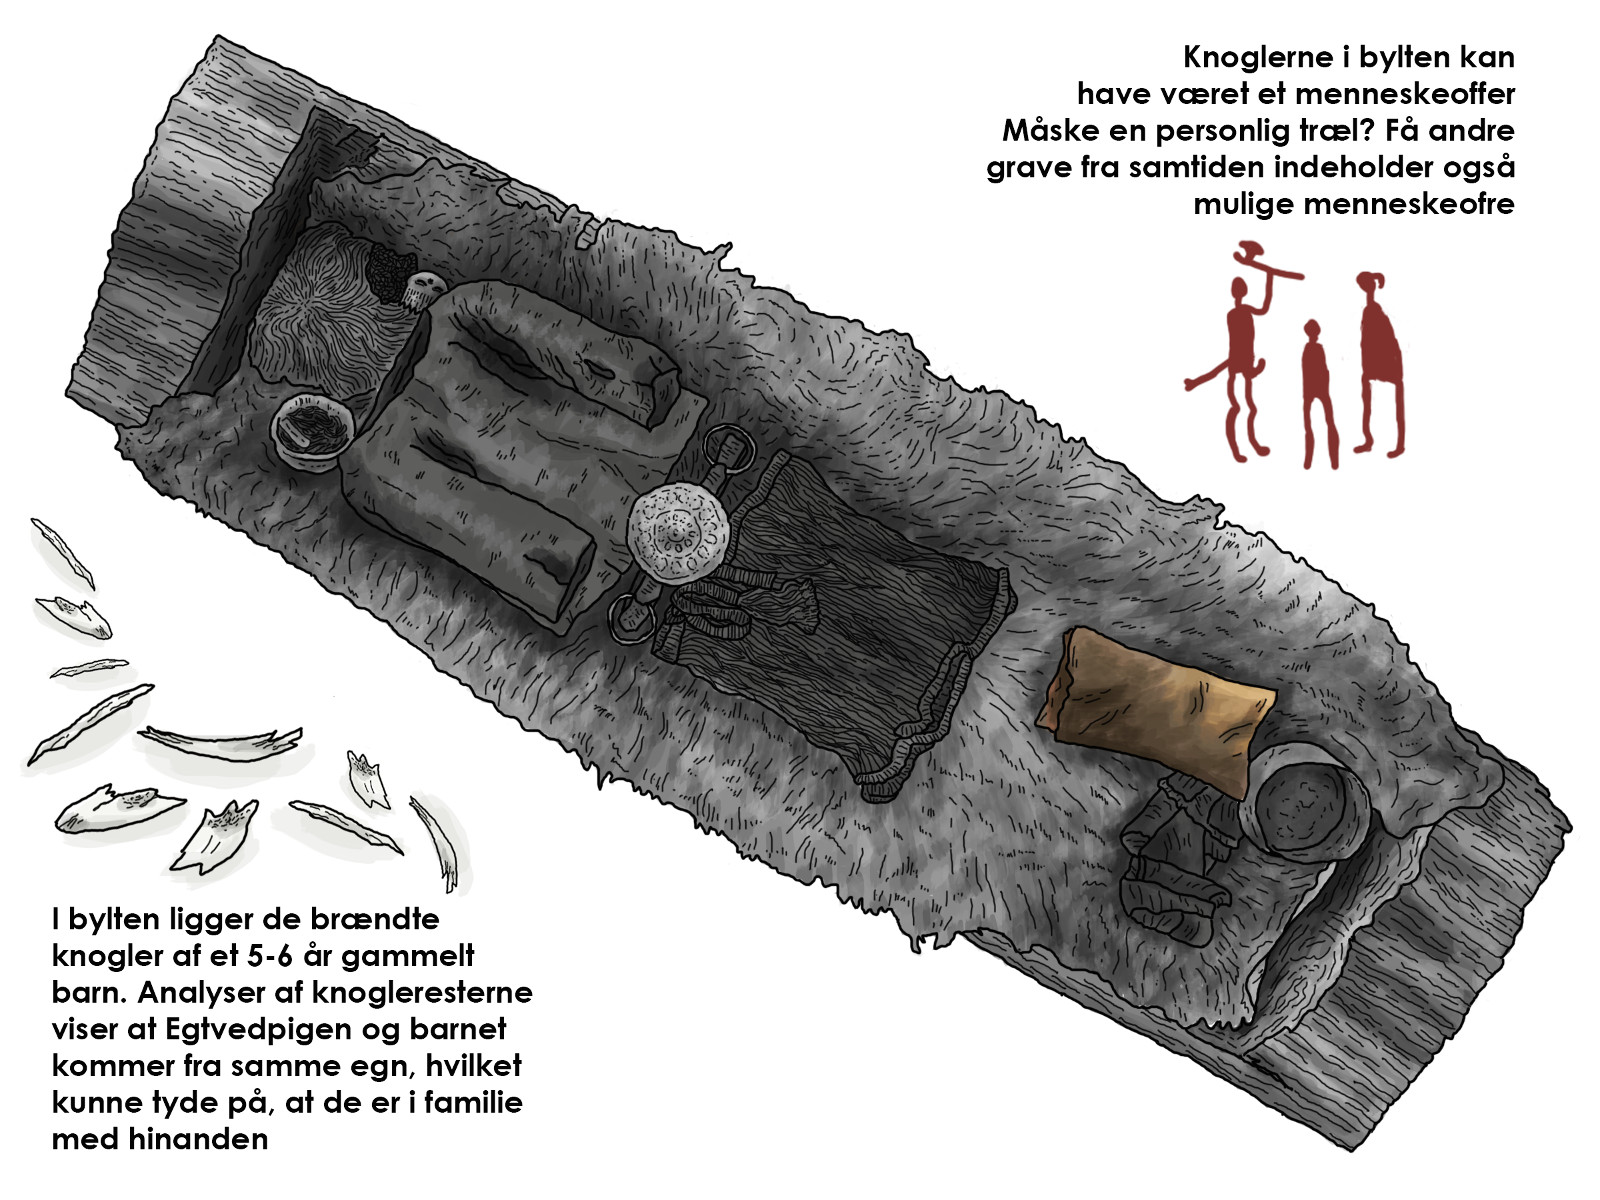 Knoglerne i bylten kan
have været et menneskeoffer
Måske en personlig træl? Få andre
grave fra samtiden indeholder også
mulige menneskeofre
I bylten ligger de brændte
knogler af et 5-6 år gammelt
barn. Analyser af knogleresterne
viser at Egtvedpigen og barnet
kommer fra samme egn, hvilket
kunne tyde på, at de er i familie
med hinanden